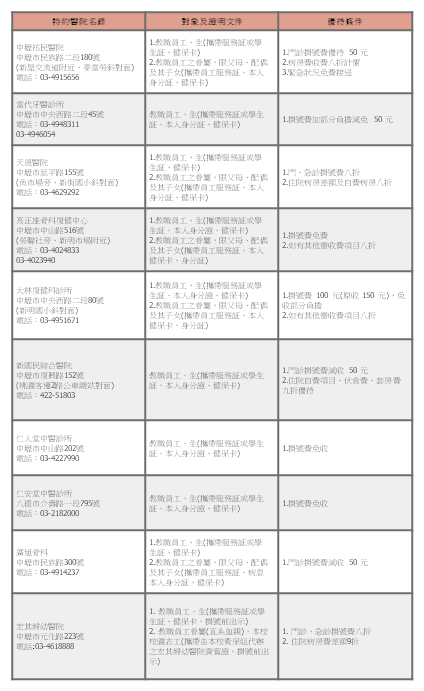 特約醫院名錄
對象及證明文件
優待條件
中壢祐民醫院
中壢市民族路二段180號
(新屋交流道附近、麥當勞斜對面)
電話：03-4915656
1.教職員工、生(攜帶服務証或學
生証、健保卡)
2.教職員工之眷屬，限父母、配偶
及其子女(攜帶員工服務証、本人
身分証、健保卡)
1.門診掛號費優待 50 元
2.病房費收費八折計價
3.緊急狀況免費接送
當代牙醫診所
中壢市中央西路二段45號
電話：03-4948311
03-4946054
教職員工、生(攜帶服務証或學生
証、本人身分證、健保卡)
1.掛號費加部分負擔減免 50 元
天晟醫院
中壢市延平路155號
(魚市場旁、新街國小斜對面)
電話：03-4629292
1.教職員工、生(攜帶服務証或學
生証、健保卡)
2.教職員工之眷屬，限父母、配偶
及其子女(攜帶員工服務証、本人
身分証、健保卡)
1.門、急診掛號費八折
2.住院病房差額及自費病房八折
高正雄骨科復健中心
中壢市中山路516號
(勞聯社旁、新明市場附近)
電話：03-4024833
03-4023940
1.教職員工、生(攜帶服務証或學
生証、本人身分證、健保卡)
2.教職員工之眷屬，限父母、配偶
及其子女(攜帶員工服務証、本人
健保卡、身分証)
1.掛號費免費
2.如有其他需收費項目八折
大林復健科診所
中壢市中央西路二段80號
(新明國小斜對面)
電話：03-4951671
1.教職員工、生(攜帶服務証或學
生証、本人身分證、健保卡)
2.教職員工之眷屬，限父母、配偶
及其子女(攜帶員工服務証、本人
健保卡、身分証)
1.掛號費 100 元(原收 150 元)、免
收部分負擔
2.如有其他需收費項目八折
新國民綜合醫院
中壢市復興路152號
(桃園客運2路公車總站對面)
電話：422-51803
教職員工、生(攜帶服務証或學生
証、本人身分證、健保卡)
1.門診掛號費減收 50 元
2.住院自費項目、伙食費、套房費
九折優待
仁人堂中醫診所
中壢市中山路202號
電話：03-4227990
教職員工、生(攜帶服務証或學生
証、本人身分證、健保卡)
1.掛號費免收
仁安堂中醫診所
八德市介壽路一段795號
電話：03-2182000
教職員工、生(攜帶服務証或學生
証、本人身分證、健保卡)
1.掛號費免收
廣旭骨科
中壢市民族路300號
電話：03-4914237
1.教職員工、生(攜帶服務証或學
生証、健保卡)
2.教職員工之眷屬，限父母、配偶
及其子女(攜帶員工服務証、病患
本人身分証、健保卡)
1.門診掛號費減收 50 元
宏其婦幼醫院
中壢市元化路223號
電話:03-4618888
1. 教職員工、生(攜帶服務証或學
生証、健保卡、掛號前出示)
2. 教職員工眷屬(直系血親)、本校
校園志工(攜帶由本校衛保組代辦
之宏其婦幼醫院貴賓證、掛號前出
示)
1. 門診、急診掛號費八折
2. 住院病房費差額9折